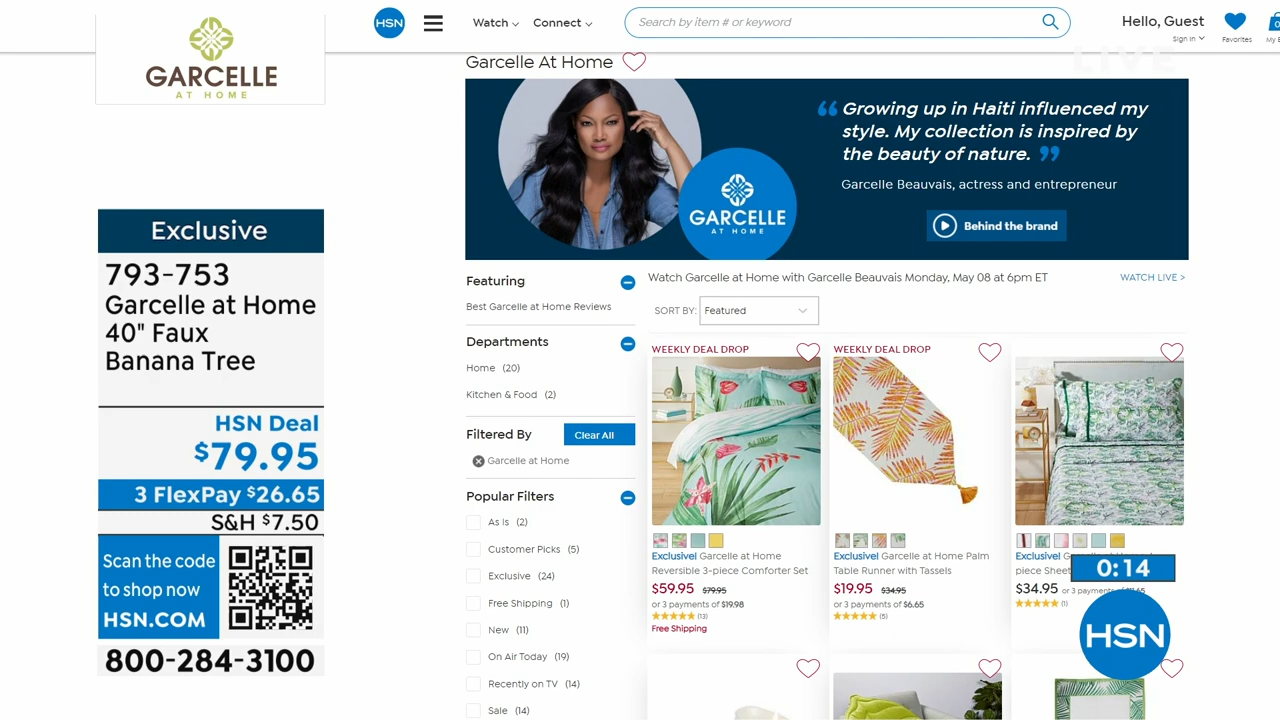 GARCELLE
AT HOME
Exclusive
793-753
Garcelle at Home
40" Faux
Banana Tree
HSN Deal
$79.95
3 FlexPay $26.65
S&H $7.50
Scan the code
to shop now
HSN.COM
800-284-3100
HSN
Watch
Connect
Search by item # or keyword
Hello, Guest
Sign In
Favorites
LIVE
Garcelle At Home
“ Growing up in Haiti influenced my
style. My collection is inspired by
the beauty of nature. ”
Garcelle Beauvais, actress and entrepreneur
Behind the brand
GARCELLE
AT HOME
Featuring
Best Garcelle at Home Reviews
Departments
Home (20)
Kitchen & Food (2)
Filtered By
Clear All
Garcelle at Home
Popular Filters
As Is (2)
Customer Picks (5)
Exclusive (24)
Free Shipping (1)
New (11)
On Air Today (19)
Recently on TV (14)
Sale (14)
Watch Garcelle at Home with Garcelle Beauvais Monday, May 08 at 6pm ET
WATCH LIVE >
SORT BY:
Featured
WEEKLY DEAL DROP
Exclusive! Garcelle at Home
Reversible 3-piece Comforter Set
$59.95 $79.95
or 3 payments of $19.98
(13)
Free Shipping
WEEKLY DEAL DROP
Exclusive! Garcelle at Home Palm
Table Runner with Tassels
$19.95 $34.95
or 3 payments of $6.65
(5)
Exclusive!
piece Sheet
$34.95 or 3 payments
(1)
0:14
HSN